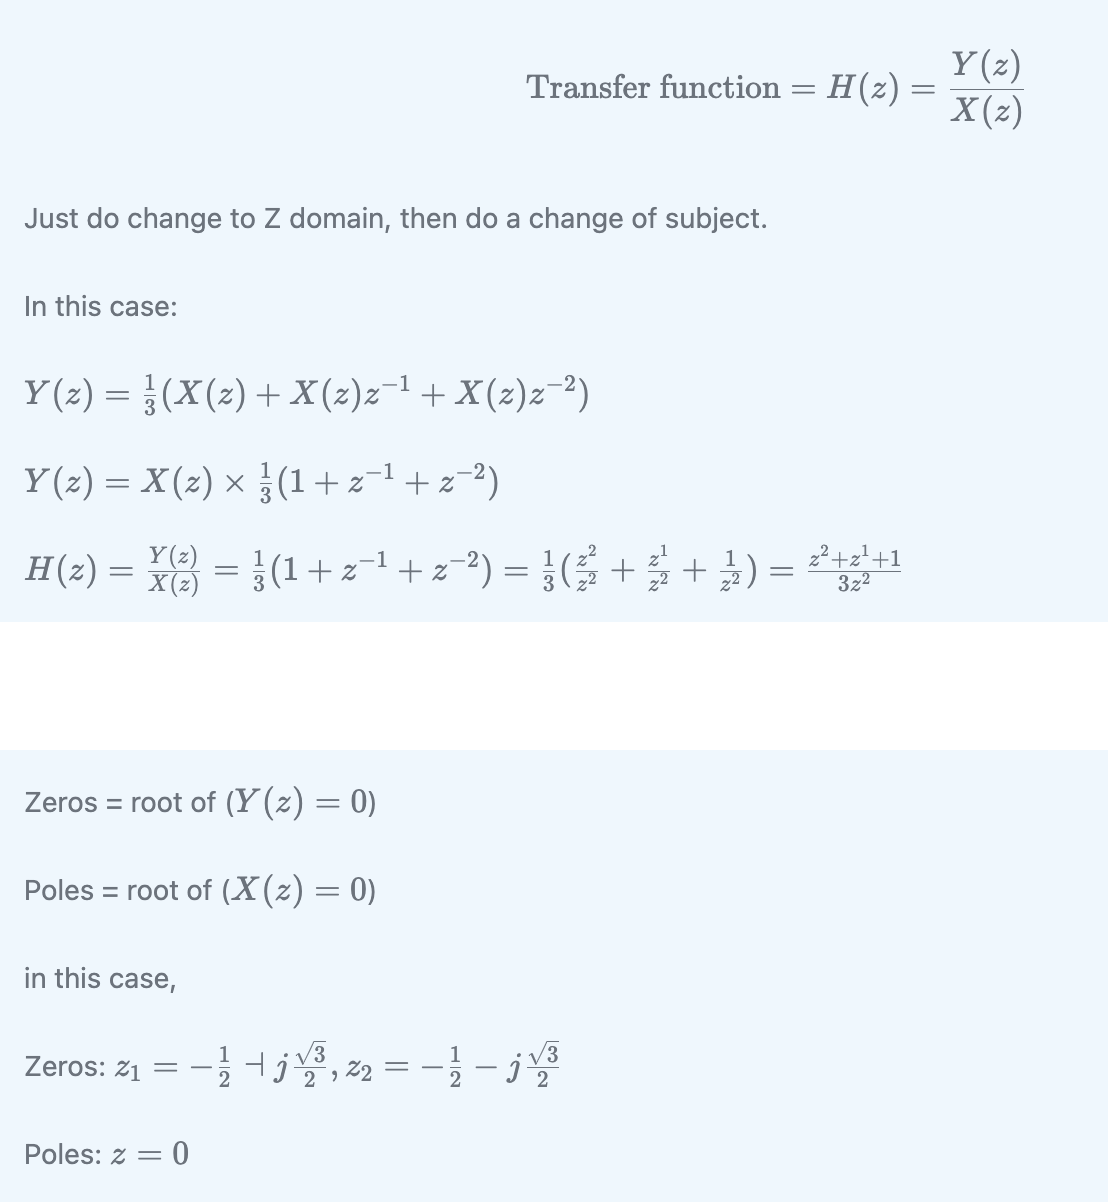 Transfer function = H(z) = \frac{Y(z)}{X(z)}
Just do change to Z domain, then do a change of subject.
In this case:
Y(z) = \frac{1}{3}(X(z) + X(z)z^{-1} + X(z)z^{-2})
Y(z) = X(z) × \frac{1}{3}(1 + z^{-1} + z^{-2})
H(z) = \frac{Y(z)}{X(z)} = \frac{1}{3}(1 + z^{-1} + z^{-2}) = \frac{1}{3}(\frac{z^2}{z^2} + \frac{z^1}{z^2} + \frac{1}{z^2}) = \frac{z^2+z^1+1}{3z^2}
Zeros = root of (Y(z) = 0)
Poles = root of (X(z) = 0)
in this case,
Zeros: z_1 = -\frac{1}{2} ⊣ j\frac{\sqrt{3}}{2}, z_2 = -\frac{1}{2} - j\frac{\sqrt{3}}{2}
Poles: z = 0